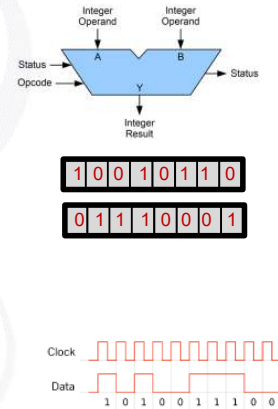 Integer Operand Integer Operand
A B
Status
Status
Opcode
Y
Integer Result
1 0 0 1 0 1 1 0
0 1 1 1 0 0 0 1
Clock
Data
1 0 1 0 0 1 1 1 0 0